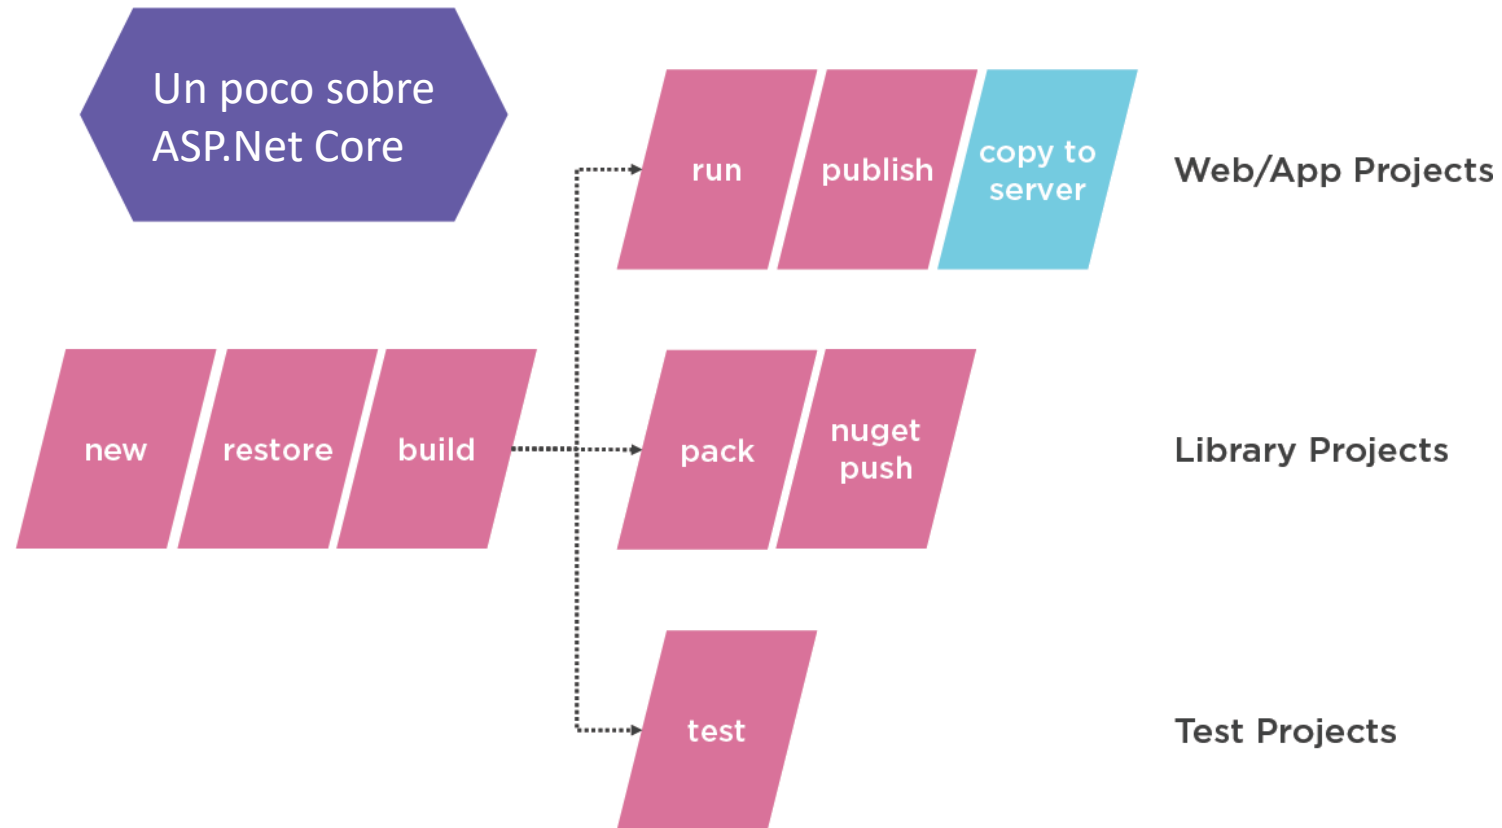 Un poco sobre
ASP.Net Core
run
publish
copy to
server
Web/App Projects
new
restore
build
pack
nuget
push
Library Projects
test
Test Projects